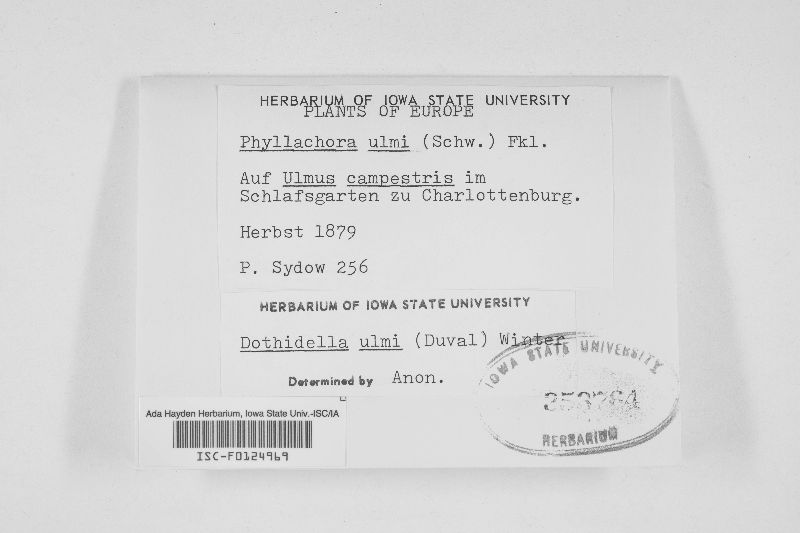 HERBARIUM OF IOWA STATE UNIVERSITY
PLANTS OF EUROPE
Phyllachora ulmi (Schw.) Fkl.
Auf Ulmus campestris im
Schlafsgarten zu Charlottenburg.
Herbst 1879
P. Sydow 256
HERBARIUM OF IOWA STATE UNIVERSITY
Dothidella ulmi (Duval) Winter
Determined by Anon.
IOWA STATE UNIVERSITY
353764
HERBARIUM
Ada Hayden Herbarium, Iowa State Univ.-ISC/IA
ISC-F0124969